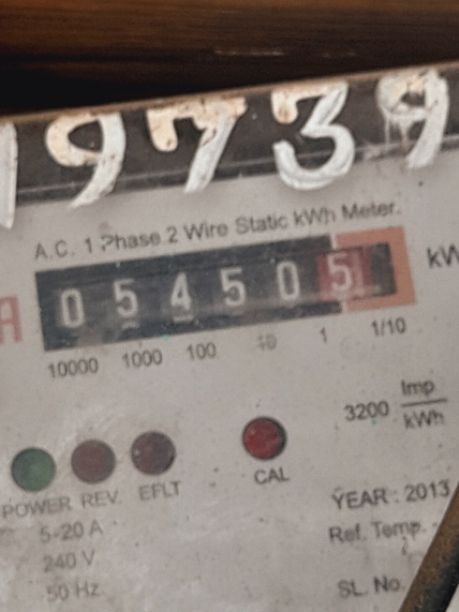 19739
A.C. 1 Phase 2 Wire Static kWh Meter.
A 0 5 4 5 0 5 kW
10000 1000 100 10 1 1/10
3200 Imp/kWh
POWER REV. EFLT CAL
5-20 A
240 V
50 Hz
YEAR : 2013
Ref. Temp.
SL. No.